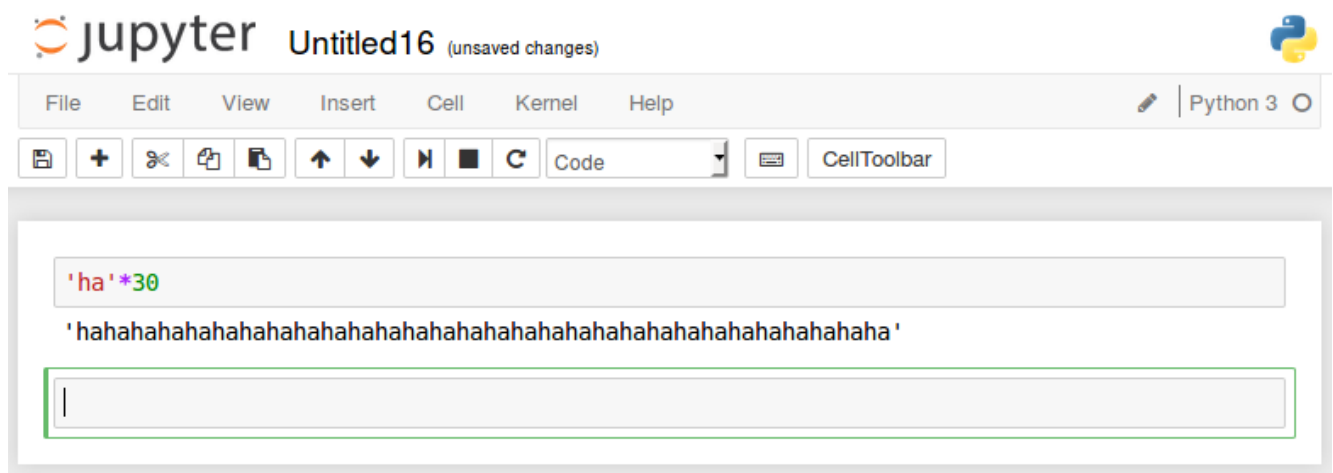 jupyter Untitled16 (unsaved changes)
File Edit View Insert Cell Kernel Help Python 3
Code CellToolbar
'ha'*30
'hahahahahahahahahahahahahahahahahahahahahahahahahahahahahaha'